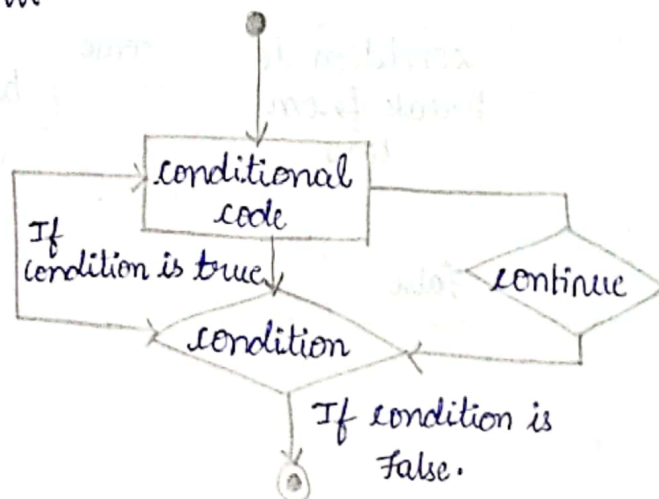 conditional
code
If
condition is true
continue
condition
If condition is
False.